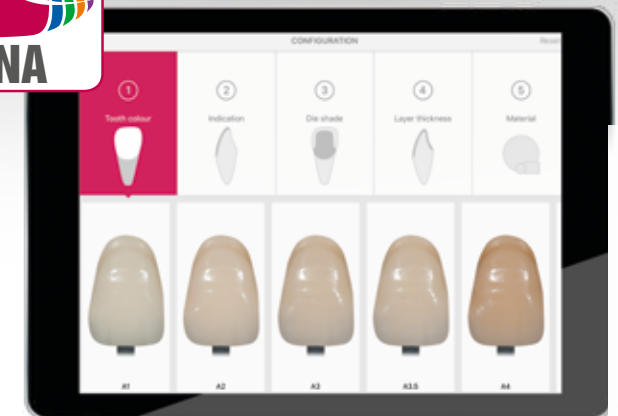 NA
CONFIGURATION
Reset
1 2 3 4 5
Tooth colour Indication Die shade Layer thickness Material
A1 A2 A3 A3.5 A4